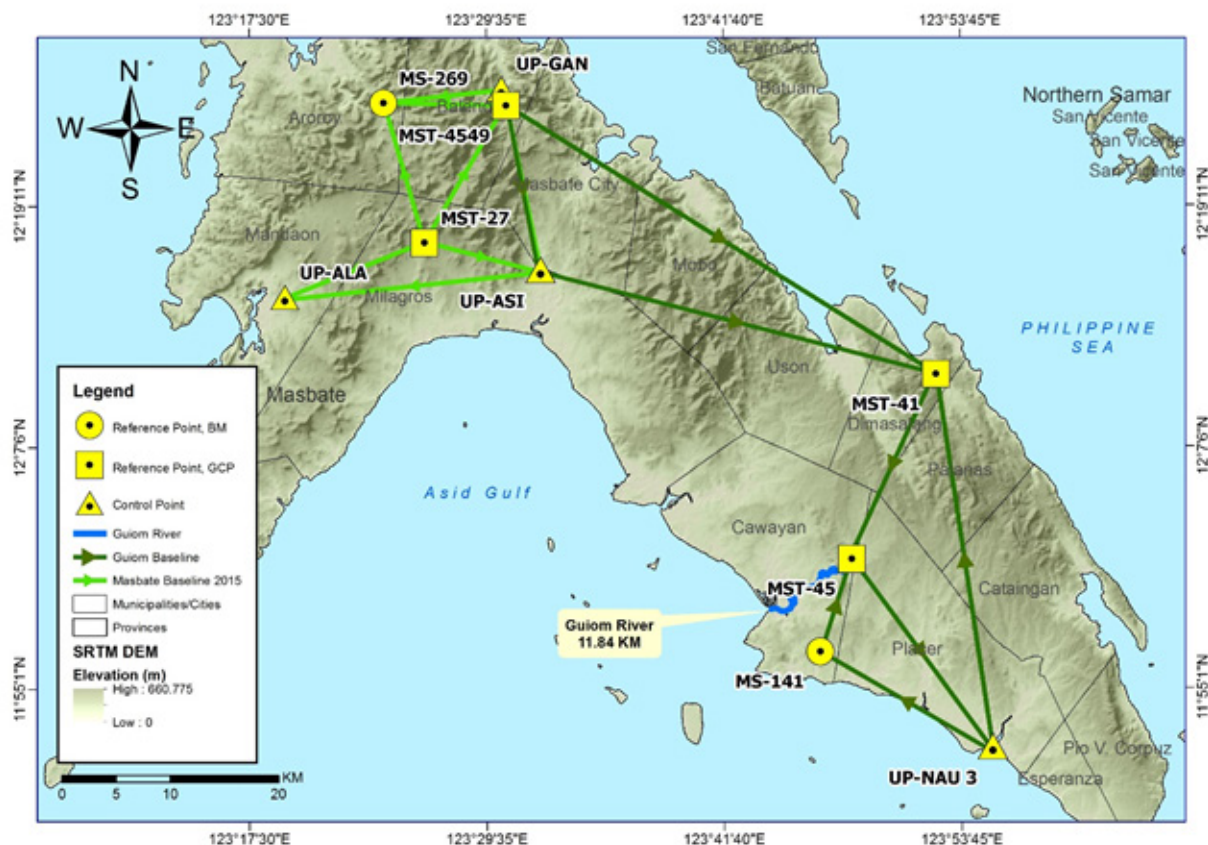 123°17'30"E
123°29'35"E
123°41'40"E
123°53'45"E
N
W E
S
San Fernando
Batuan
Northern Samar
San Vicente
San Vicente
San Vicente
UP-GAN
MS-269
Aroroy
MST-4549
Masbate City
12°19'11"N
12°19'11"N
MST-27
Mandaon
Mobo
UP-ALA
Milagros
UP-ASI
PHILIPPINE
SEA
Uson
Masbate
MST-41
Dimasalang
12°7'6"N
12°7'6"N
Palanas
Asid Gulf
Cawayan
MST-45
Cataingan
Guiom River
11.84 KM
Placer
MS-141
11°55'1"N
11°55'1"N
Pio V. Corpuz
UP-NAU 3
Esperanza
Legend
Reference Point, BM
Reference Point, GCP
Control Point
Guiom River
Guiom Baseline
Masbate Baseline 2015
Municipalities/Cities
Provinces
SRTM DEM
Elevation (m)
High : 660.775
Low : 0
KM
0 5 10 20
123°17'30"E
123°29'35"E
123°41'40"E
123°53'45"E